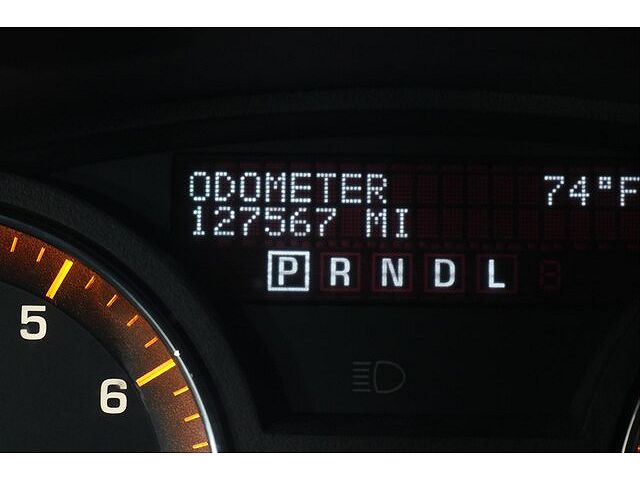 ODOMETER 74°F
127567 MI
P R N D L
5
6